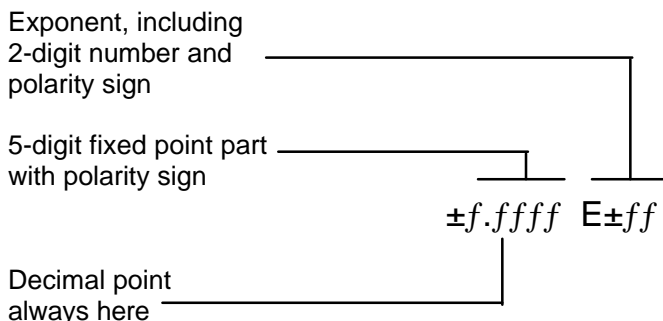 Exponent, including
2-digit number and
polarity sign
5-digit fixed point part
with polarity sign
±f.ffff E±ff
Decimal point
always here